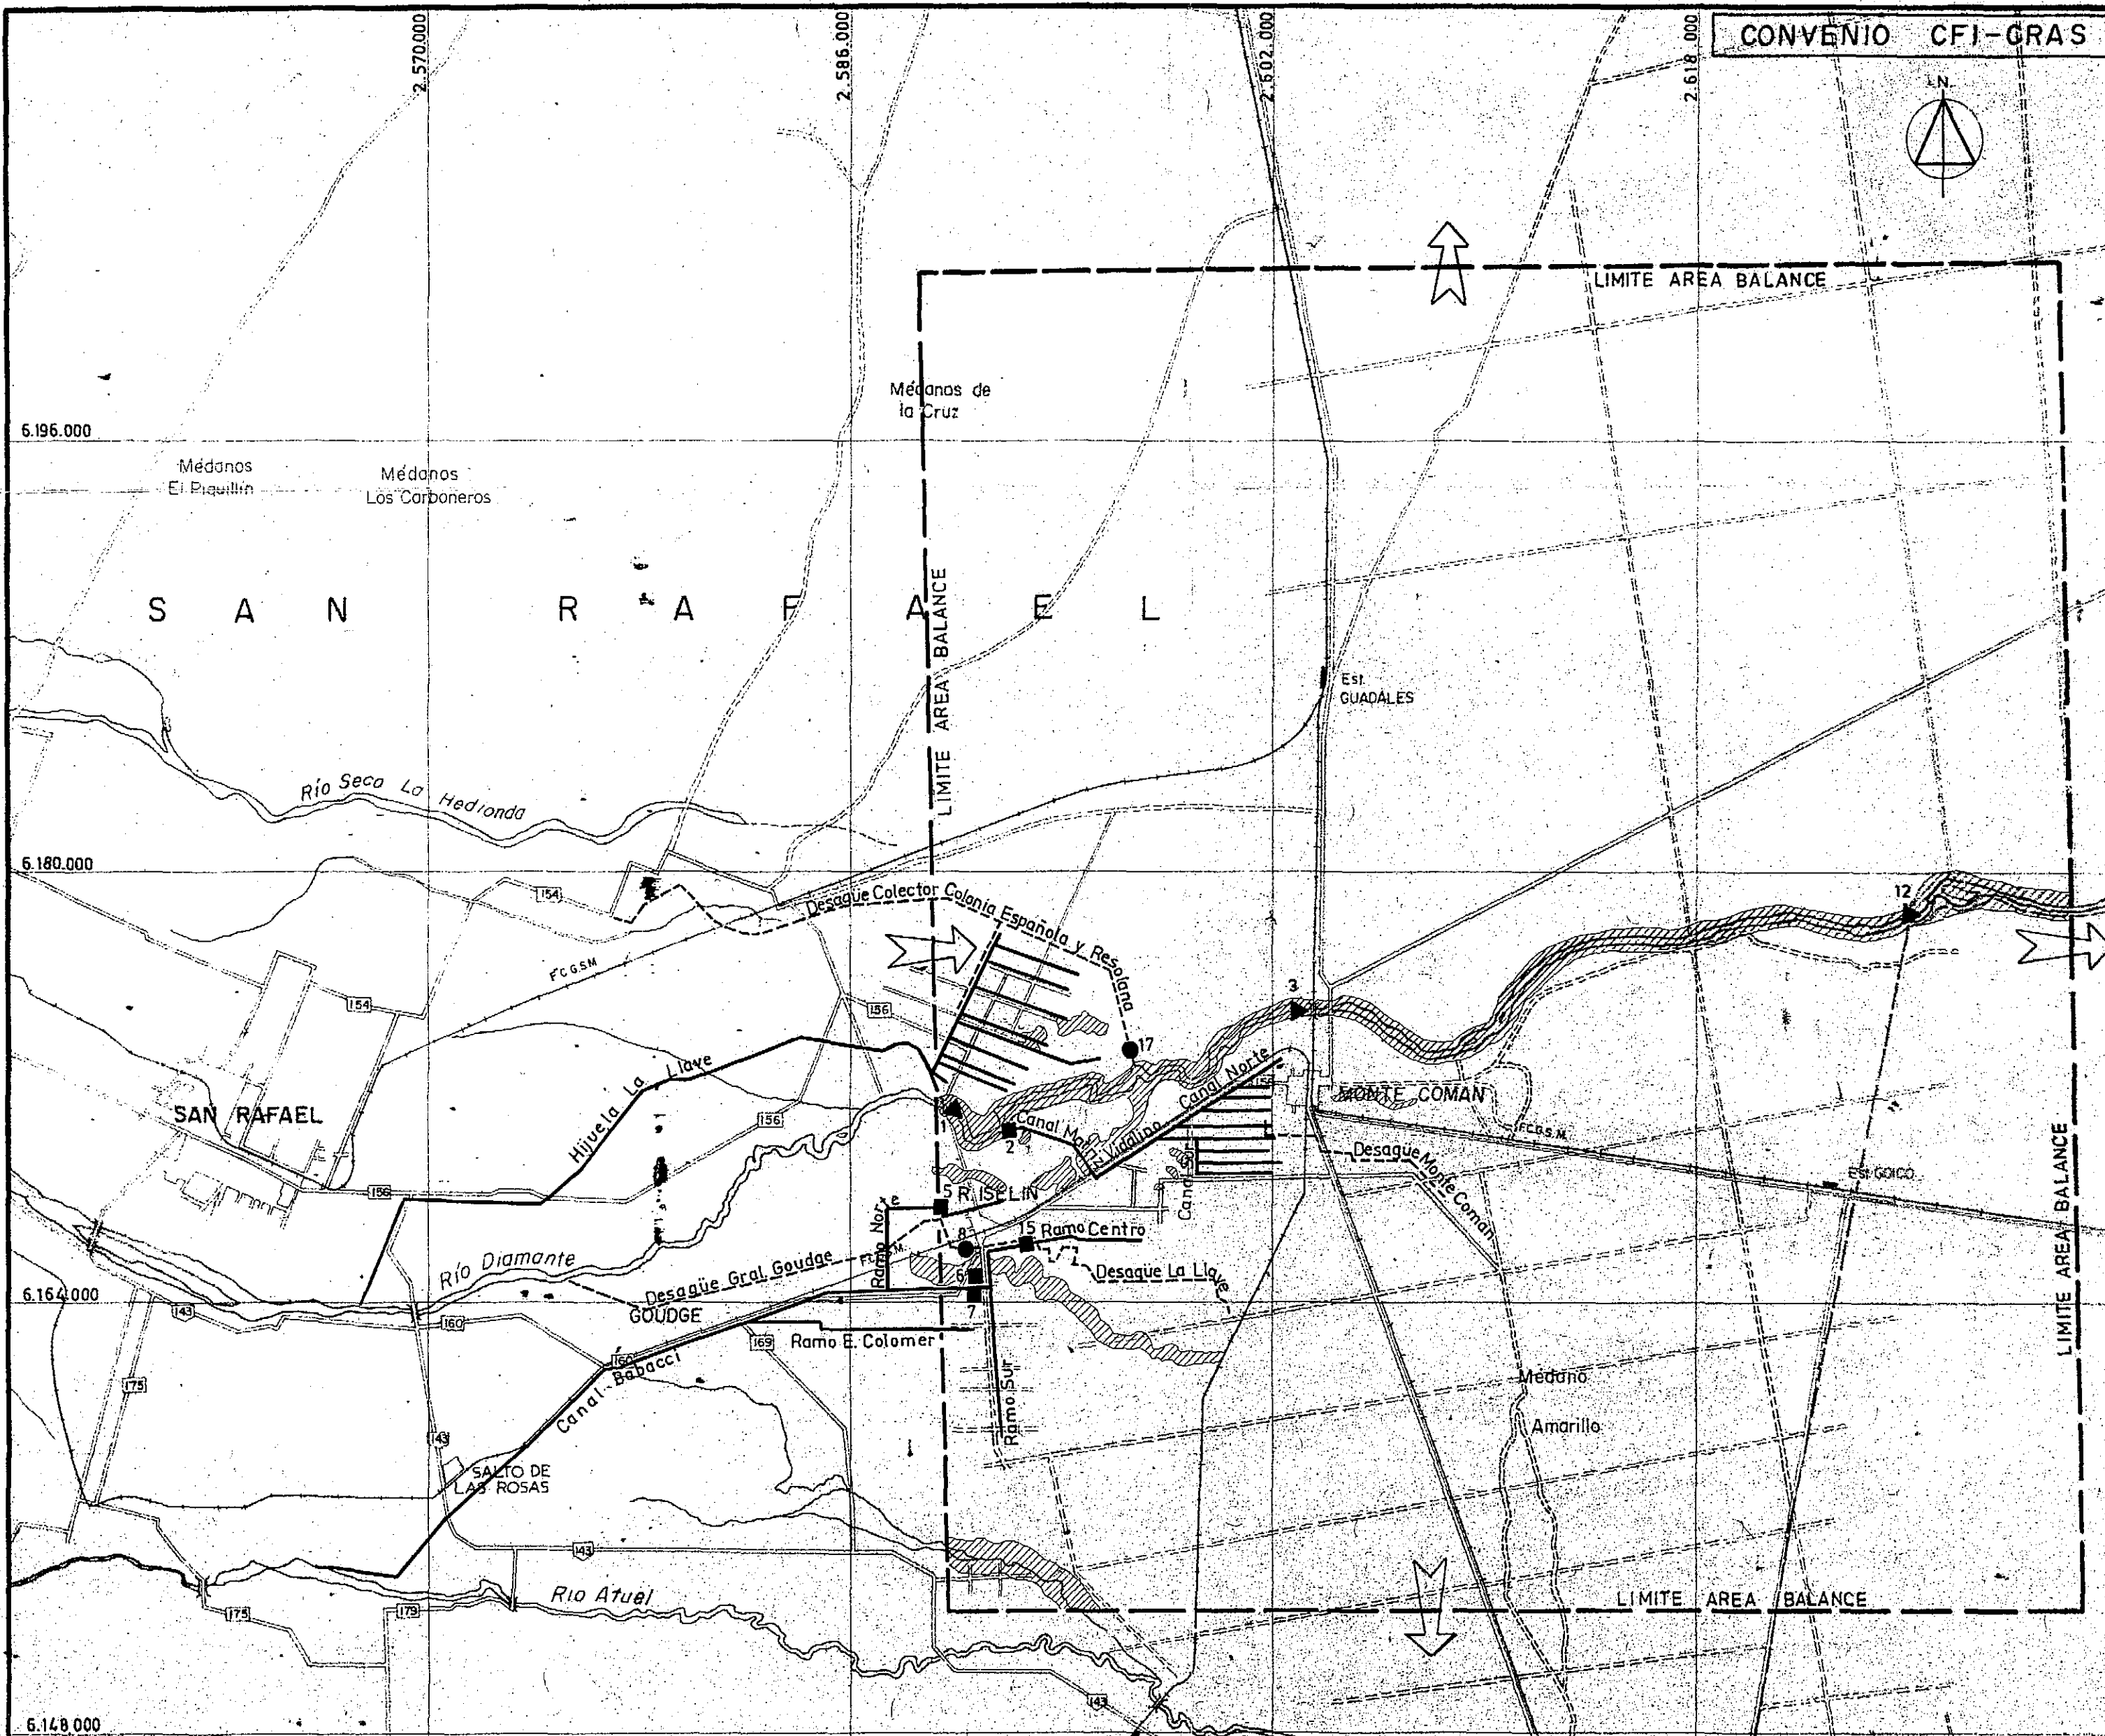 CONVENIO CFI-CRAS
2.570.000
2.586.000
2.602.000
2.618.000
N
LIMITE AREA BALANCE
Médanos de
la Cruz
6.196.000
Médanos
El Piquillín
Médanos
Los Carboneros
SAN RAFAEL
LIMITE AREA BALANCE
Est.
GUADALES
Río Seco La Hedionda
6.180.000
154
Desagüe Colector Colonia Española y Resolana
12
F.C.G.S.M
154
156
3
17
Hijuela La Llave
SAN RAFAEL
156
1
2
Canal Matriz Vidalino
Canal Norte
MONTE COMAN
F.C.G.S.M.
Desague Monte Coman
Est. GOICO
LIMITE AREA BALANCE
156
5
R. ISELIN
Ramo Norte
8
15
Ramo Centro
Río Diamante
Desagüe Gral. Goudge
6
Desague La Llave
7
6.164.000
143
GOUDGE
160
169
Ramo E. Colomer
160
Canal Babacci
175
Ramo Sur
Médano
Amarillo
143
SALTO DE
LAS ROSAS
143
Río Atuel
LIMITE AREA BALANCE
175
179
143
6.148.000